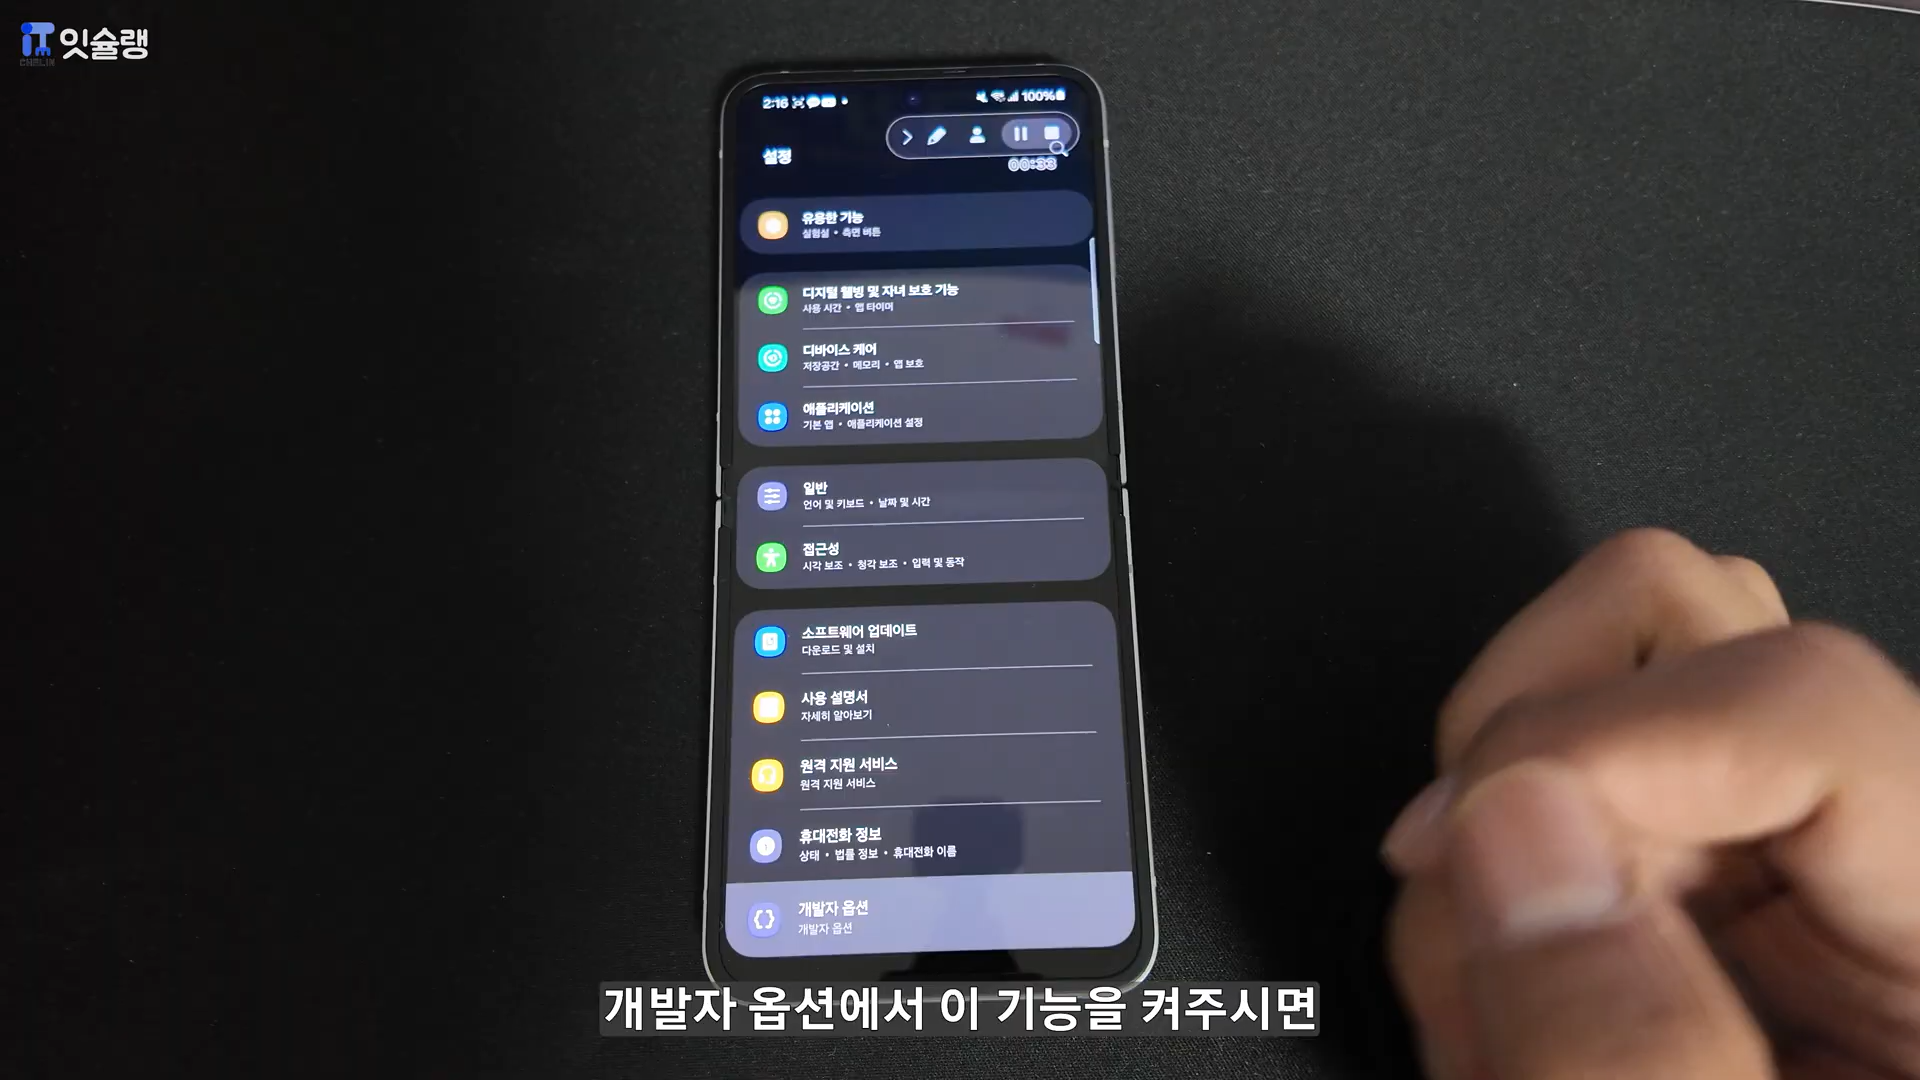 iT 잇슐랭
CHELIN
2:16
100%
00:33
설정
유용한 기능
실험실 • 측면 버튼
디지털 웰빙 및 자녀 보호 기능
사용 시간 • 앱 타이머
디바이스 케어
저장공간 • 메모리 • 앱 보호
애플리케이션
기본 앱 • 애플리케이션 설정
일반
언어 및 키보드 • 날짜 및 시간
접근성
시각 보조 • 청각 보조 • 입력 및 동작
소프트웨어 업데이트
다운로드 및 설치
사용 설명서
자세히 알아보기
원격 지원 서비스
원격 지원 서비스
휴대전화 정보
상태 • 법률 정보 • 휴대전화 이름
개발자 옵션
개발자 옵션
개발자 옵션에서 이 기능을 켜주시면